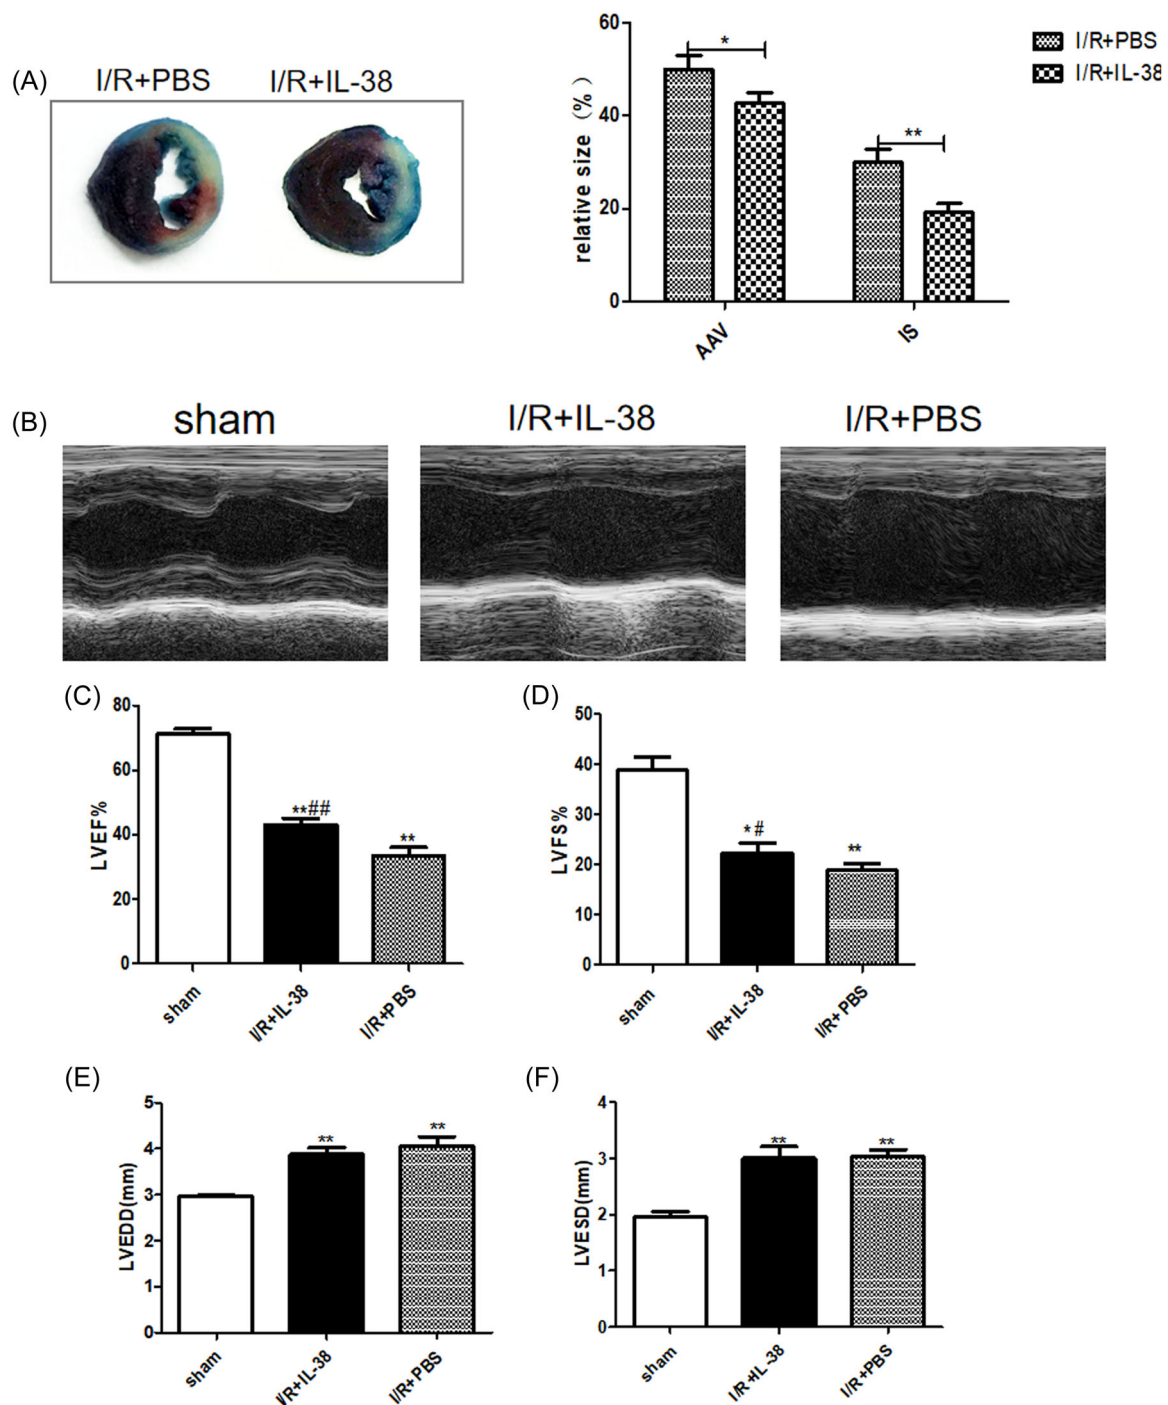 (A)
I/R+PBS I/R+IL-38
relative size (%)
60
40
20
0
*
**
AAV
IS
I/R+PBS
I/R+IL-38
(B)
sham
I/R+IL-38
I/R+PBS
(C)
LVEF%
80
60
40
20
0
**##
**
sham
I/R+IL-38
I/R+PBS
(D)
LVFS%
50
40
30
20
10
0
*#
**
sham
I/R+IL-38
I/R+PBS
(E)
LVEDD(mm)
5
4
3
2
1
0
**
**
sham
I/R+IL-38
I/R+PBS
(F)
LVESD(mm)
4
3
2
1
0
**
**
sham
I/R+IL-38
I/R+PBS